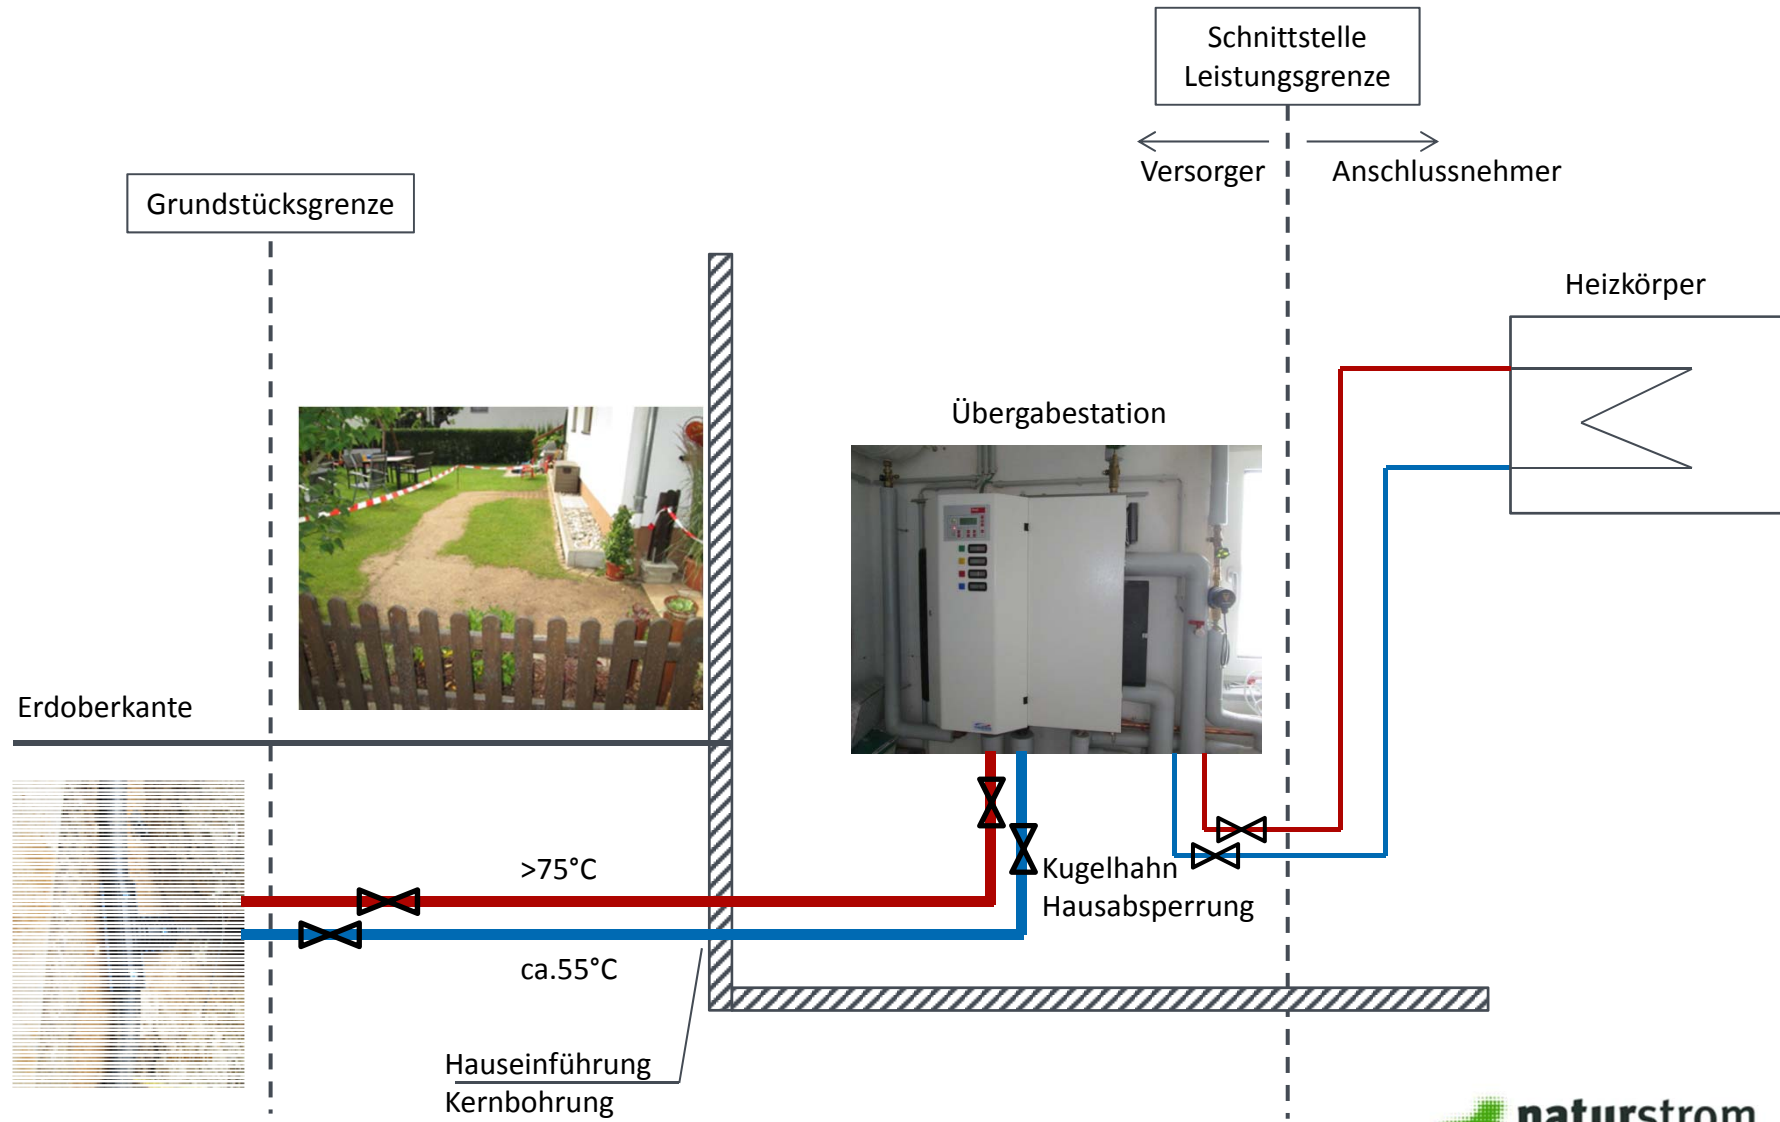 Schnittstelle
Leistungsgrenze
Versorger
Anschlussnehmer
Grundstücksgrenze
Heizkörper
Übergabestation
Erdoberkante
>75°C
Kugelhahn
Hausabsperrung
ca.55°C
Hauseinführung
Kernbohrung
naturstrom